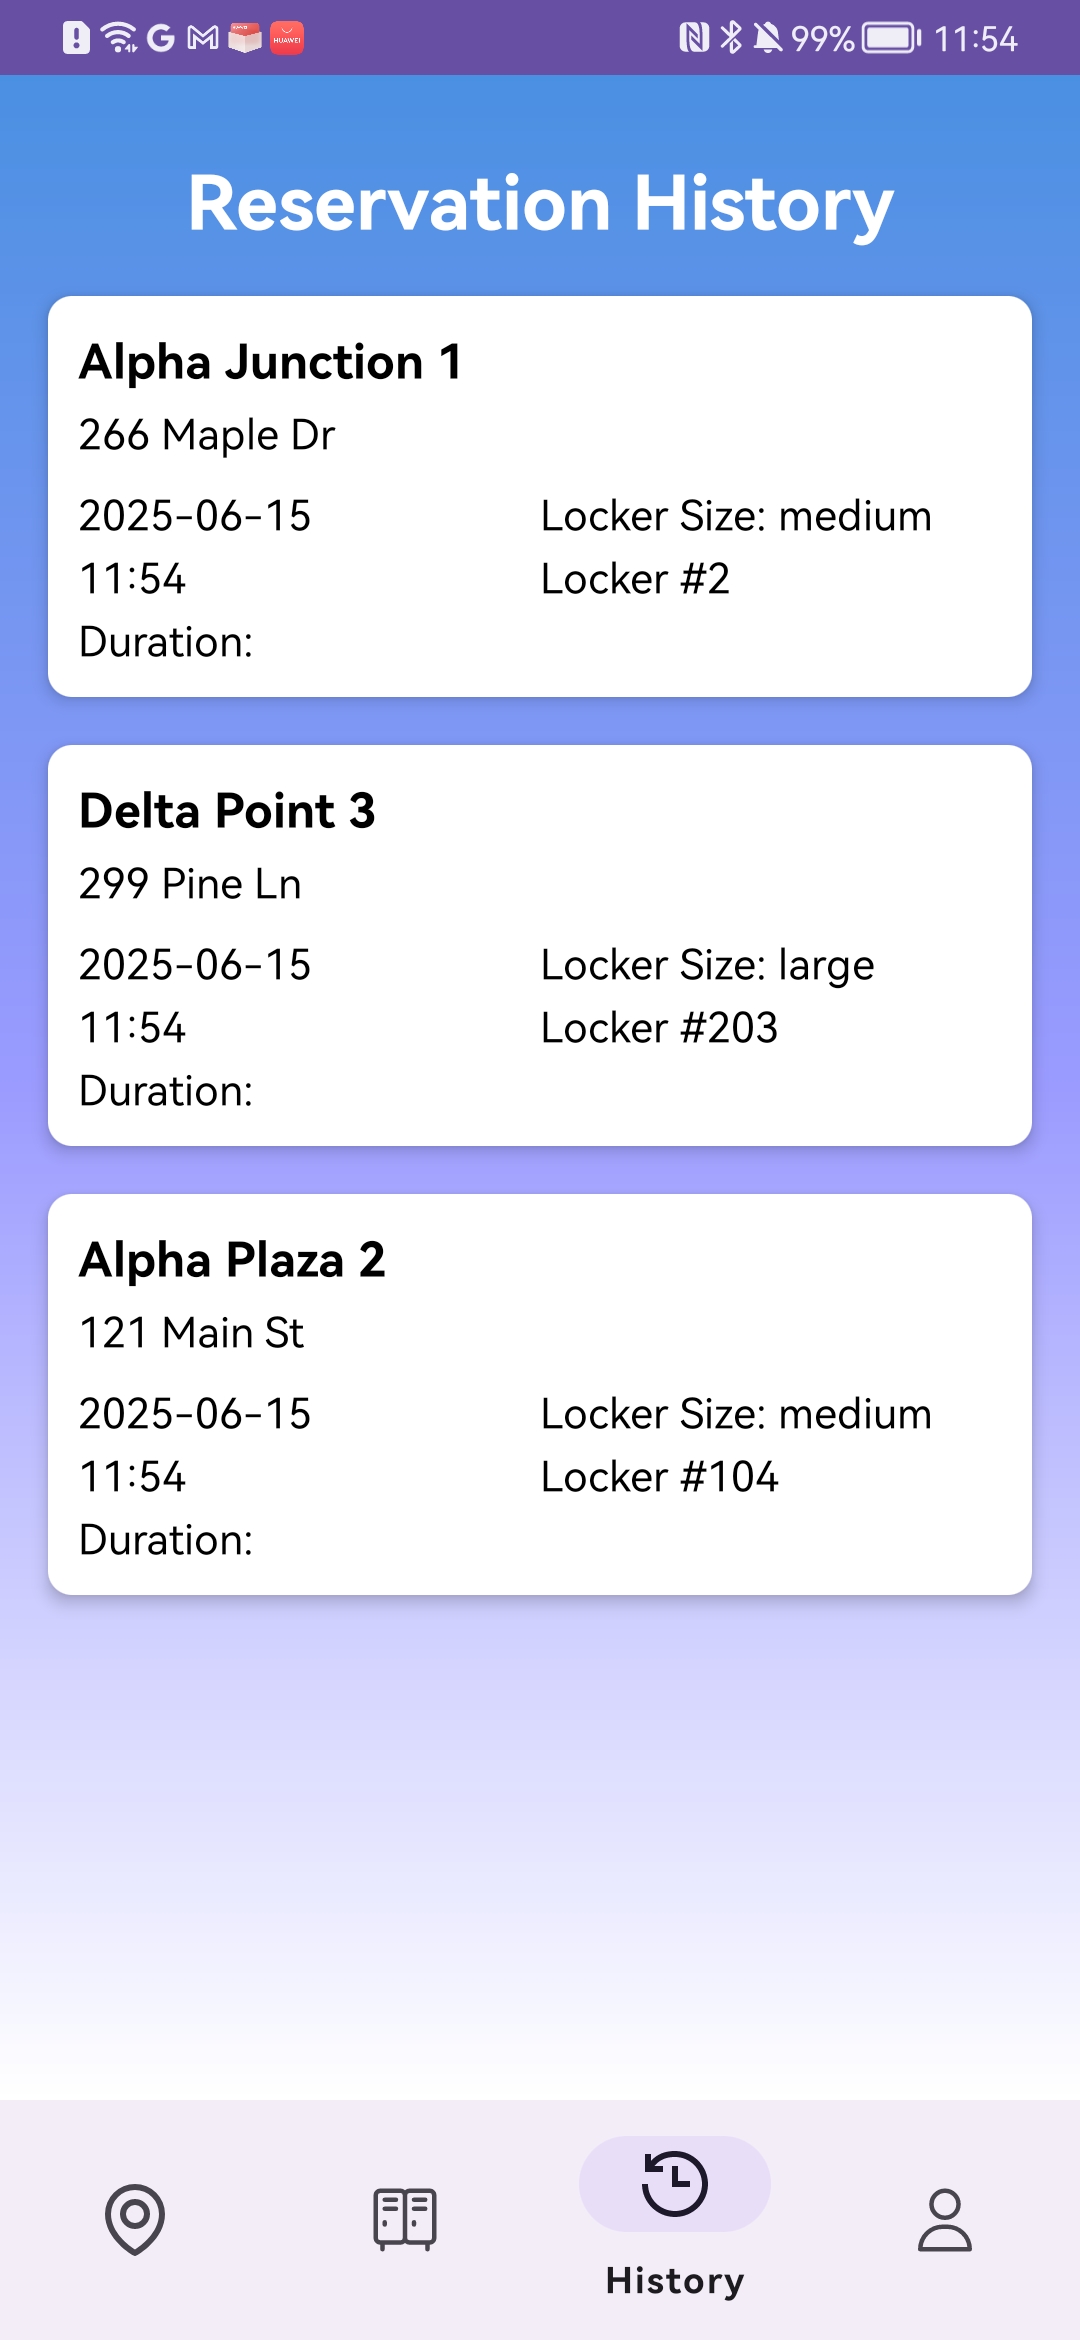 99% 11:54
Reservation History
Alpha Junction 1
266 Maple Dr
2025-06-15 Locker Size: medium
11:54 Locker #2
Duration:
Delta Point 3
299 Pine Ln
2025-06-15 Locker Size: large
11:54 Locker #203
Duration:
Alpha Plaza 2
121 Main St
2025-06-15 Locker Size: medium
11:54 Locker #104
Duration:
History